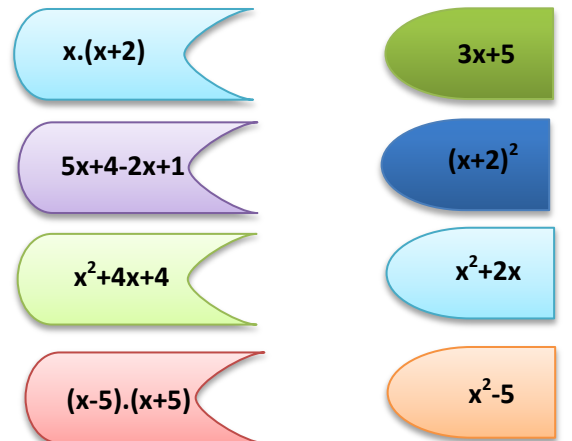 x.(x+2)
3x+5
5x+4-2x+1
(x+2)²
x²+4x+4
x²+2x
(x-5).(x+5)
x²-5